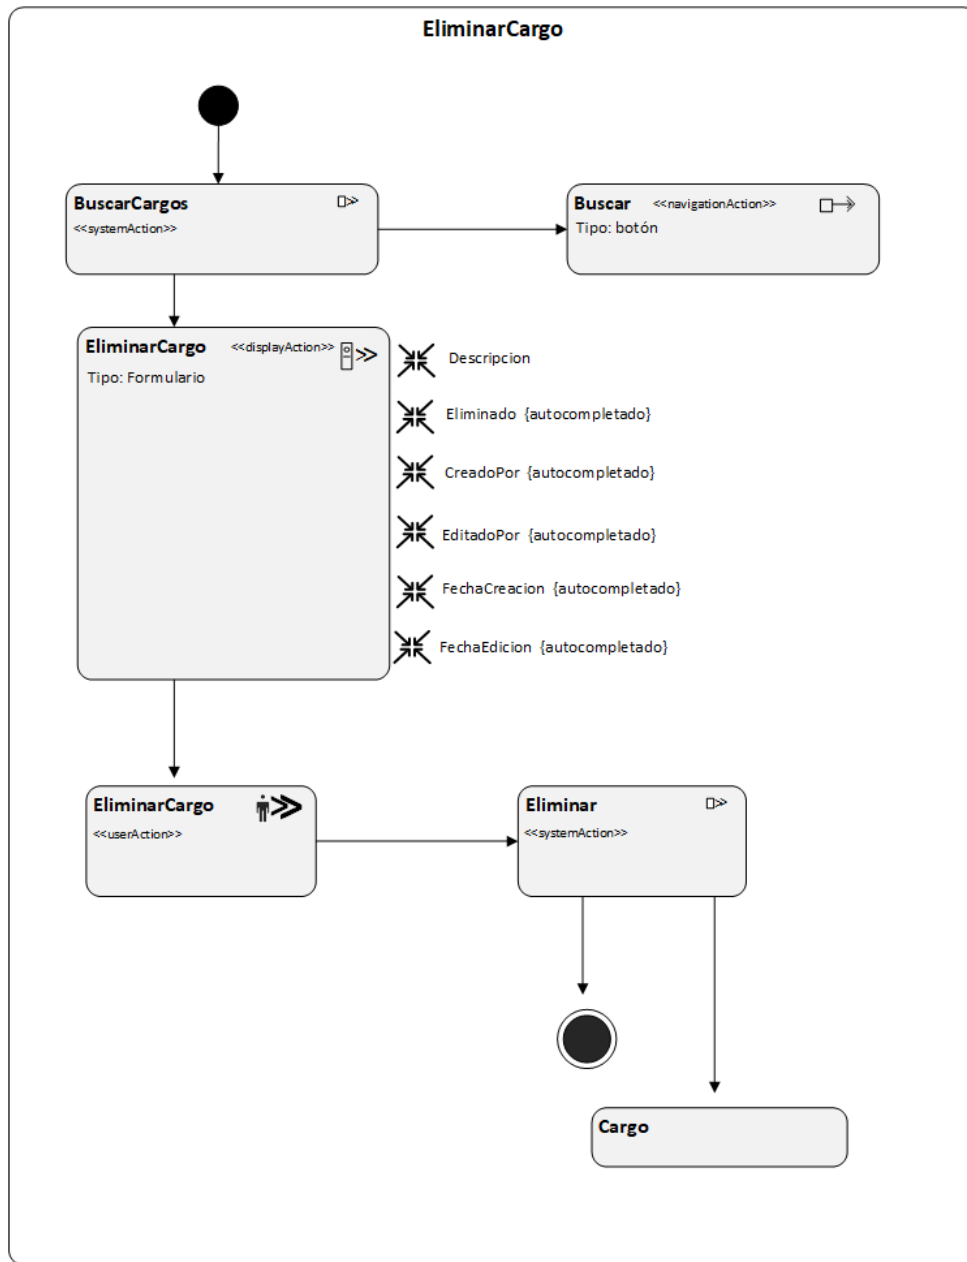 EliminarCargo
BuscarCargos
<<systemAction>>
Buscar <<navigationAction>>
Tipo: botón
EliminarCargo <<displayAction>>
Tipo: Formulario
Descripcion
Eliminado {autocompletado}
CreadoPor {autocompletado}
EditadoPor {autocompletado}
FechaCreacion {autocompletado}
FechaEdicion {autocompletado}
EliminarCargo
<<userAction>>
Eliminar
<<systemAction>>
Cargo